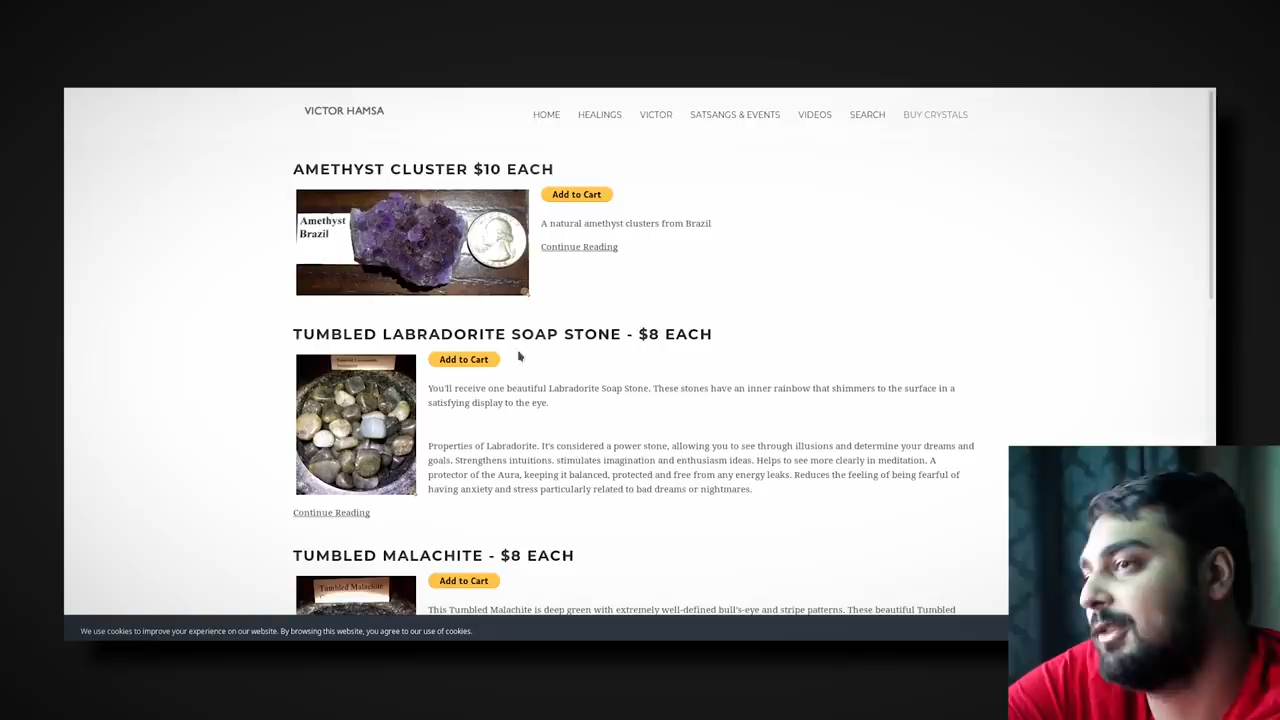 VICTOR HAMSA
HOME HEALINGS VICTOR SATSANGS & EVENTS VIDEOS SEARCH BUY CRYSTALS
AMETHYST CLUSTER $10 EACH
Amethyst
Brazil
Add to Cart
A natural amethyst clusters from Brazil
Continue Reading
TUMBLED LABRADORITE SOAP STONE - $8 EACH
Add to Cart
You'll receive one beautiful Labradorite Soap Stone. These stones have an inner rainbow that shimmers to the surface in a
satisfying display to the eye.
Properties of Labradorite. It's considered a power stone, allowing you to see through illusions and determine your dreams and
goals. Strengthens intuitions. stimulates imagination and enthusiasm ideas. Helps to see more clearly in meditation. A
protector of the Aura, keeping it balanced, protected and free from any energy leaks. Reduces the feeling of being fearful of
having anxiety and stress particularly related to bad dreams or nightmares.
Continue Reading
TUMBLED MALACHITE - $8 EACH
Tumbled Malachite
Add to Cart
This Tumbled Malachite is deep green with extremely well-defined bull's-eye and stripe patterns. These beautiful Tumbled
We use cookies to improve your experience on our website. By browsing this website, you agree to our use of cookies.